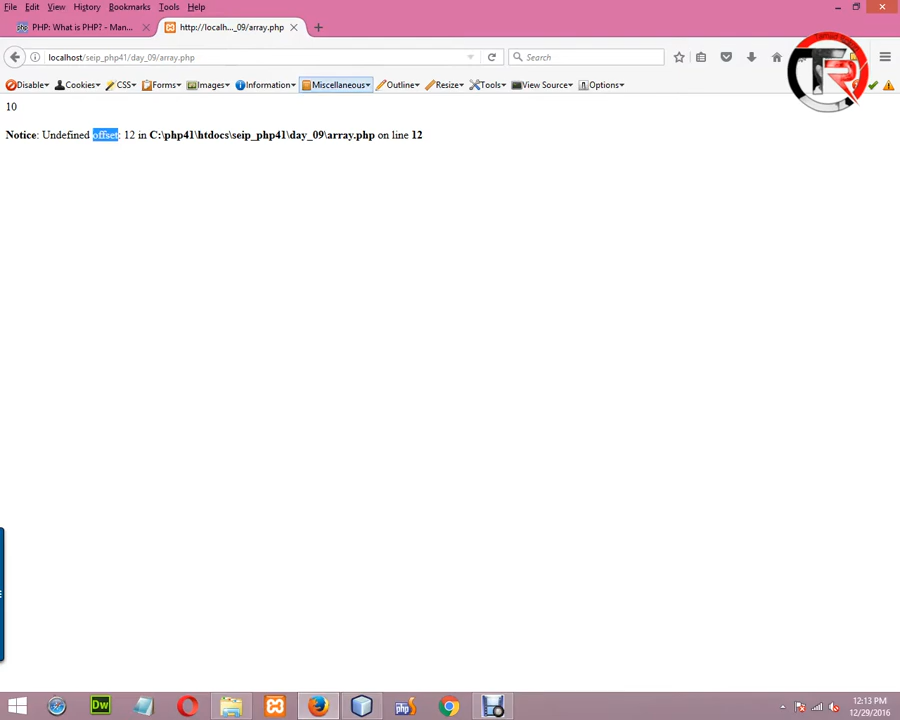 File Edit View History Bookmarks Tools Help
PHP: What is PHP? - Man...
http://localh..._09/array.php
localhost/seip_php41/day_09/array.php
Search
Disable Cookies CSS Forms Images Information Miscellaneous Outline Resize Tools View Source Options
10
Notice: Undefined offset: 12 in C:\php41\htdocs\seip_php41\day_09\array.php on line 12
TR
Dw
php
12:13 PM
12/29/2016